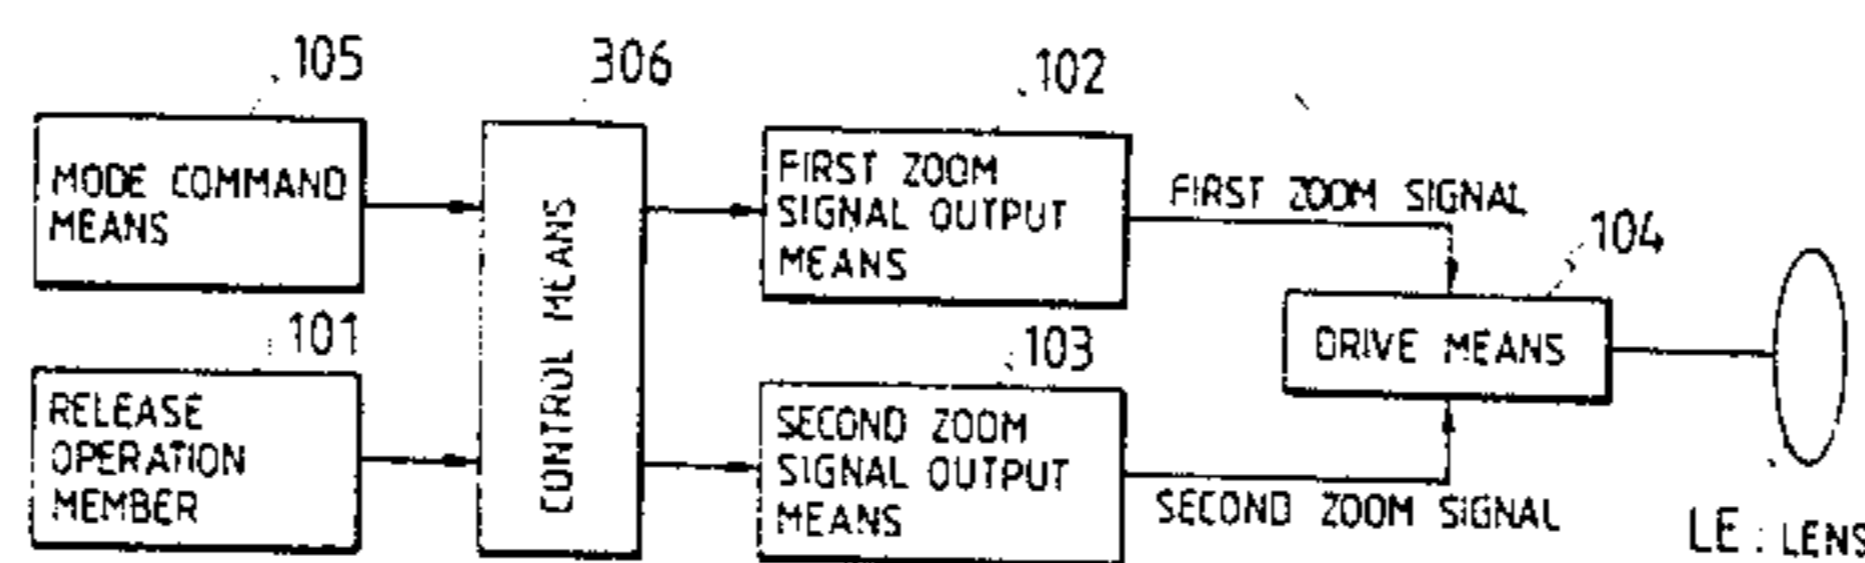 105
306
102
MODE COMMAND
MEANS
CONTROL MEANS
FIRST ZOOM
SIGNAL OUTPUT
MEANS
FIRST ZOOM SIGNAL
104
DRIVE MEANS
101
RELEASE
OPERATION
MEMBER
103
SECOND ZOOM
SIGNAL OUTPUT
MEANS
SECOND ZOOM SIGNAL
LE : LENS